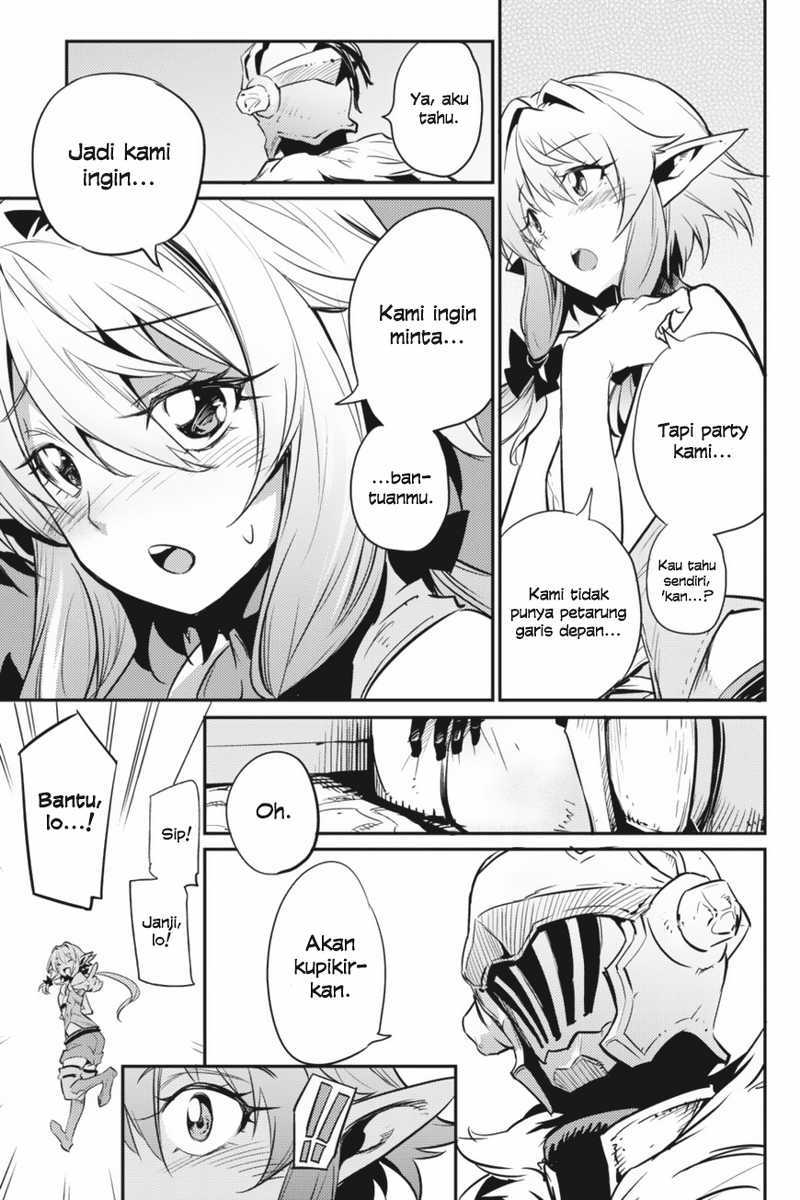 Tapi party
kami...
Kau tahu
sendiri,
'kan...?
Kami tidak
punya petarung
garis depan...
Ya, aku
tahu.
Jadi kami
ingin...
Kami ingin
minta...
...ban-
tuanmu.
Oh.
Akan
kupikir-
kan.
!!
Sip!
Janji,
lo!
Bantu,
lo...!